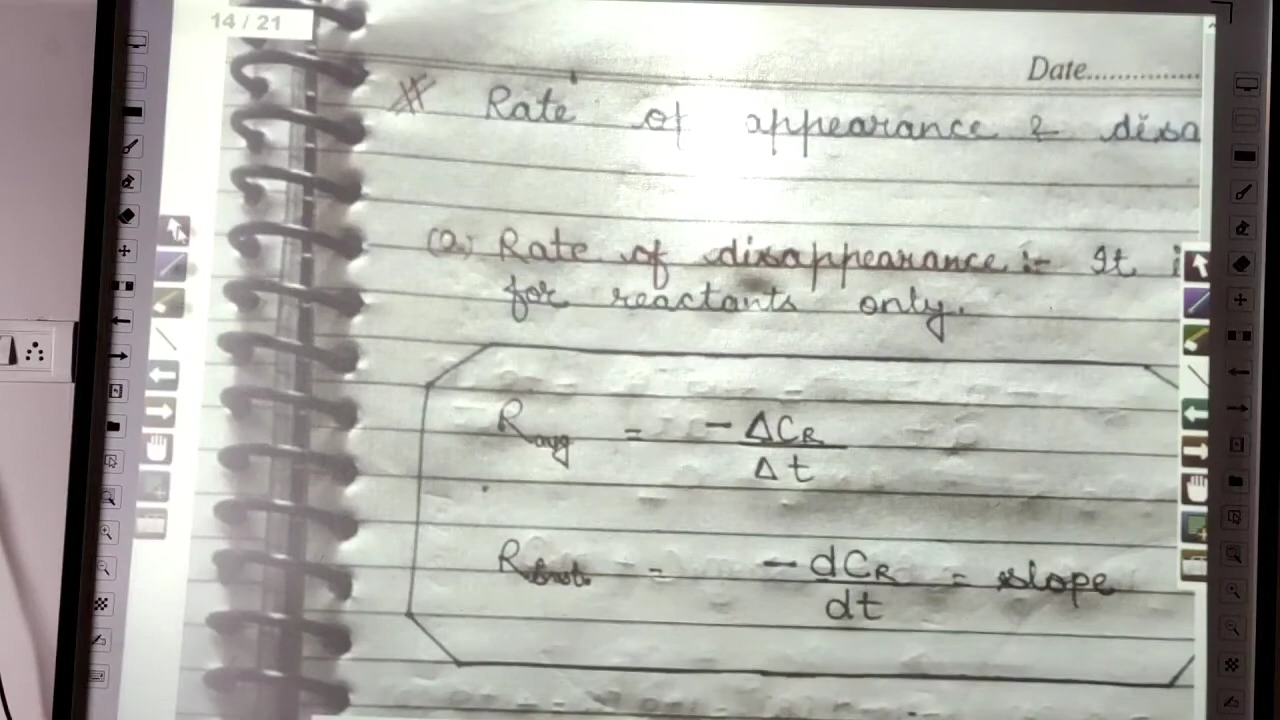 14 / 21
Date..............
# Rate of appearance & disa
(a) Rate of disappearance :- It i
for reactants only.
Ravg = -ΔCR / Δt
Rinst. = -dCR / dt = slope